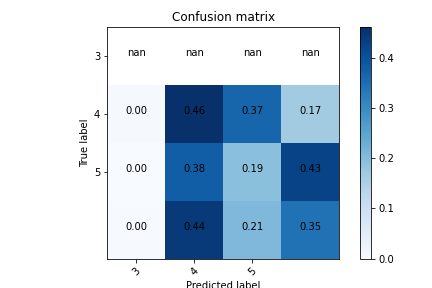 Confusion matrix
3 nan nan nan nan
4 0.00 0.46 0.37 0.17
5 0.00 0.38 0.19 0.43
0.00 0.44 0.21 0.35
True label
3 4 5
Predicted label
0.4
0.3
0.2
0.1
0.0